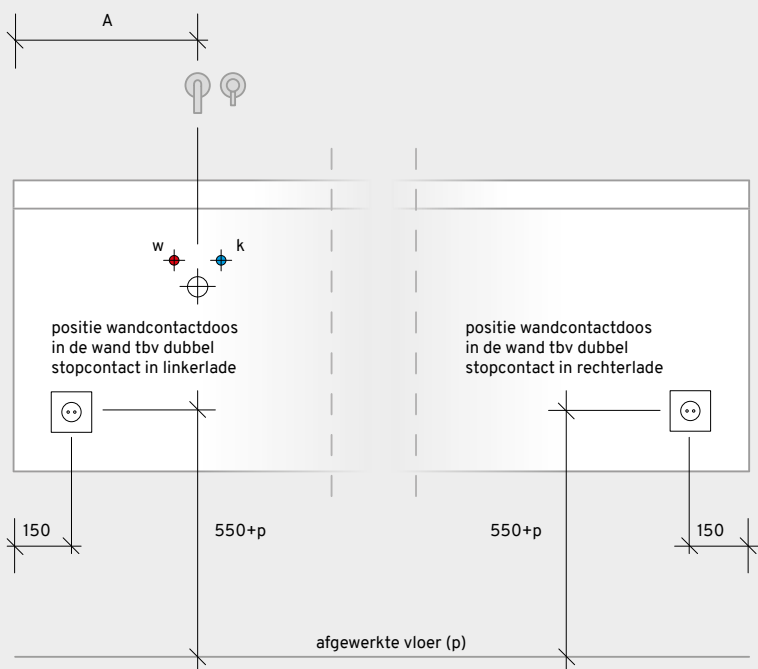 A
w
k
positie wandcontactdoos
in de wand tbv dubbel
stopcontact in linkerlade
positie wandcontactdoos
in de wand tbv dubbel
stopcontact in rechterlade
150
550+p
550+p
150
afgewerkte vloer (p)